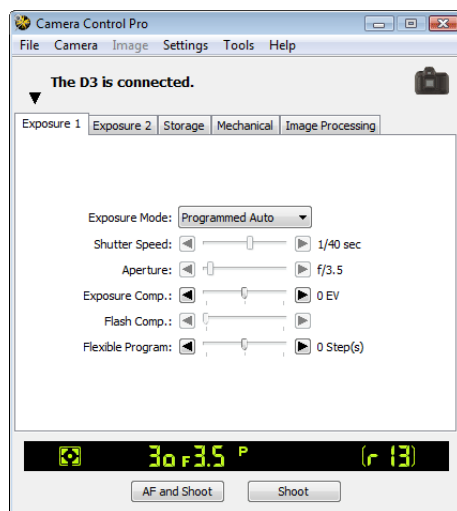 Camera Control Pro
File Camera Image Settings Tools Help
The D3 is connected.
Exposure 1 Exposure 2 Storage Mechanical Image Processing
Exposure Mode: Programmed Auto
Shutter Speed: 1/40 sec
Aperture: f/3.5
Exposure Comp.: 0 EV
Flash Comp.:
Flexible Program: 0 Step(s)
30 F3.5 P (r 13)
AF and Shoot Shoot